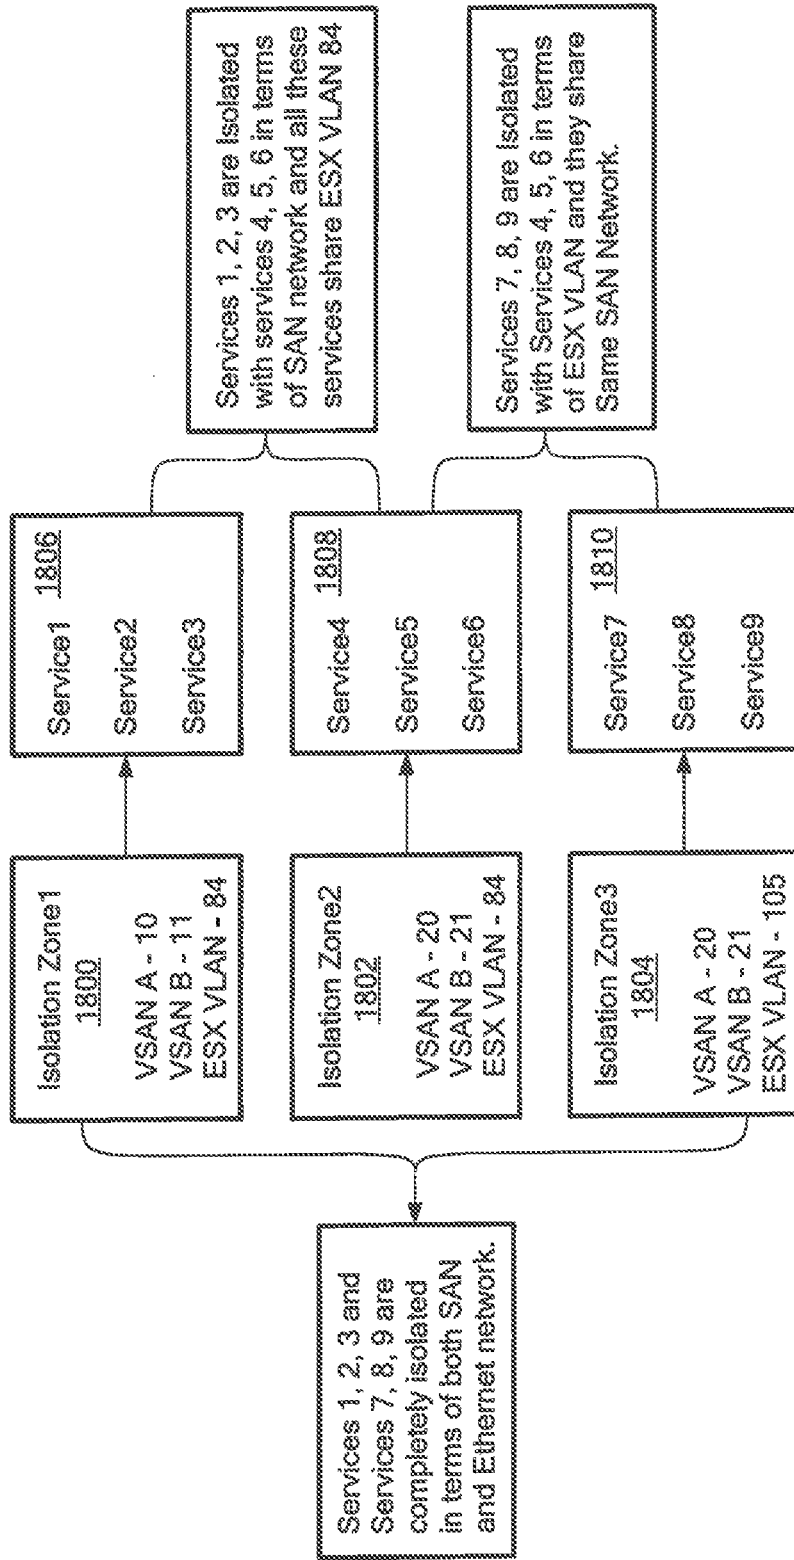 Services 1, 2, 3 and
Services 7, 8, 9 are
completely isolated
in terms of both SAN
and Ethernet network.
Isolation Zone1
1800
VSAN A - 10
VSAN B - 11
ESX VLAN - 84
Isolation Zone2
1802
VSAN A - 20
VSAN B - 21
ESX VLAN - 84
Isolation Zone3
1804
VSAN A - 20
VSAN B - 21
ESX VLAN - 105
Service1
1806
Service2
Service3
Service4
1808
Service5
Service6
Service7
1810
Service8
Service9
Services 1, 2, 3 are Isolated
with services 4, 5, 6 in terms
of SAN network and all these
services share ESX VLAN 84
Services 7, 8, 9 are Isolated
with Services 4, 5, 6 in terms
of ESX VLAN and they share
Same SAN Network.